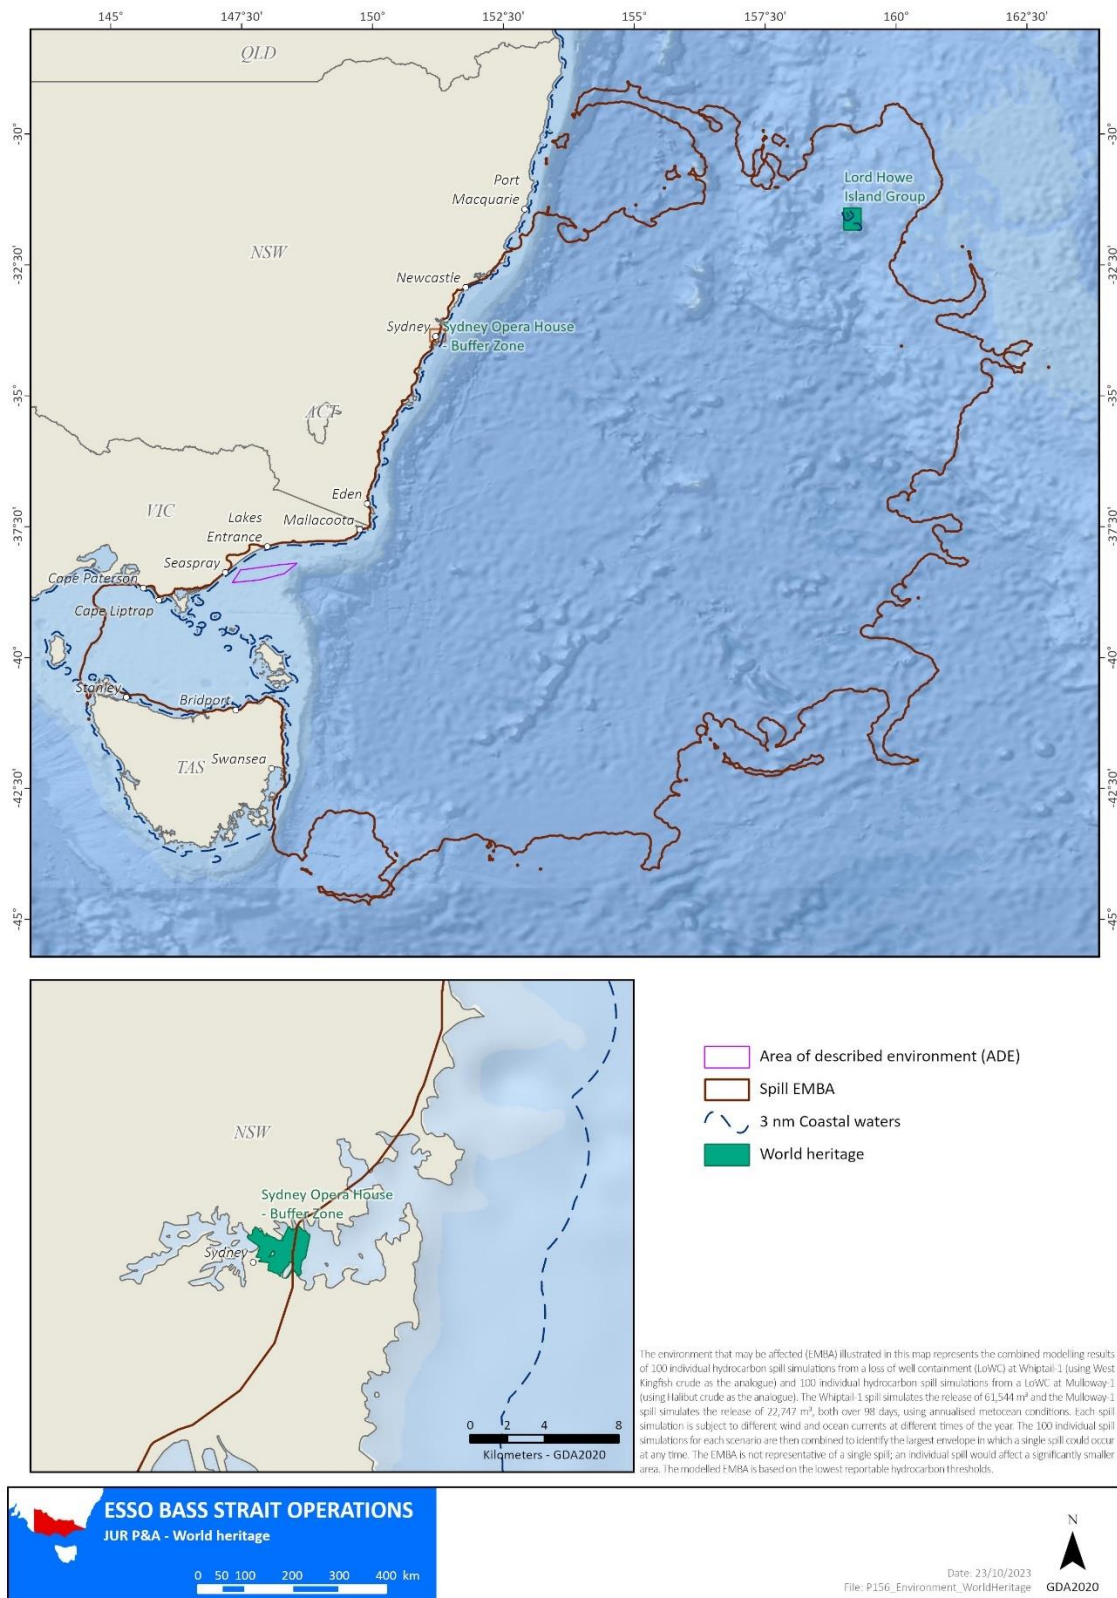 145° 147°30' 150° 152°30' 155° 157°30' 160° 162°30'
QLD
-30° -30°
Lord Howe
Island Group
Port
Macquarie
NSW
-32°30' -32°30'
Newcastle
Sydney
Sydney Opera House
- Buffer Zone
-35° -35°
ACT
Eden
VIC
Lakes
Entrance
Mallacoota
-37°30' -37°30'
Seaspray
Cape Paterson
Cape Liptrap
-40° -40°
Stanley
Bridport
Swansea
TAS
-42°30' -42°30'
-45° -45°
NSW
Sydney Opera House
- Buffer Zone
Sydney
0 2 4 8
Kilometers - GDA2020
Area of described environment (ADE)
Spill EMBA
3 nm Coastal waters
World heritage
The environment that may be affected (EMBA) illustrated in this map represents the combined modelling results
of 100 individual hydrocarbon spill simulations from a loss of well containment (LoWC) at Whiptail-1 (using West
Kingfish crude as the analogue) and 100 individual hydrocarbon spill simulations from a LoWC at Mulloway-1
(using Halibut crude as the analogue). The Whiptail-1 spill simulates the release of 61,544 m³ and the Mulloway-1
spill simulates the release of 22,747 m³, both over 98 days, using annualised metocean conditions. Each spill
simulation is subject to different wind and ocean currents at different times of the year. The 100 individual spill
simulations for each scenario are then combined to identify the largest envelope in which a single spill could occur
at any time. The EMBA is not representative of a single spill; an individual spill would affect a significantly smaller
area. The modelled EMBA is based on the lowest reportable hydrocarbon thresholds.
ESSO BASS STRAIT OPERATIONS
JUR P&A - World heritage
0 50 100 200 300 400 km
N
Date: 23/10/2023
File: P156_Environment_WorldHeritage
GDA2020